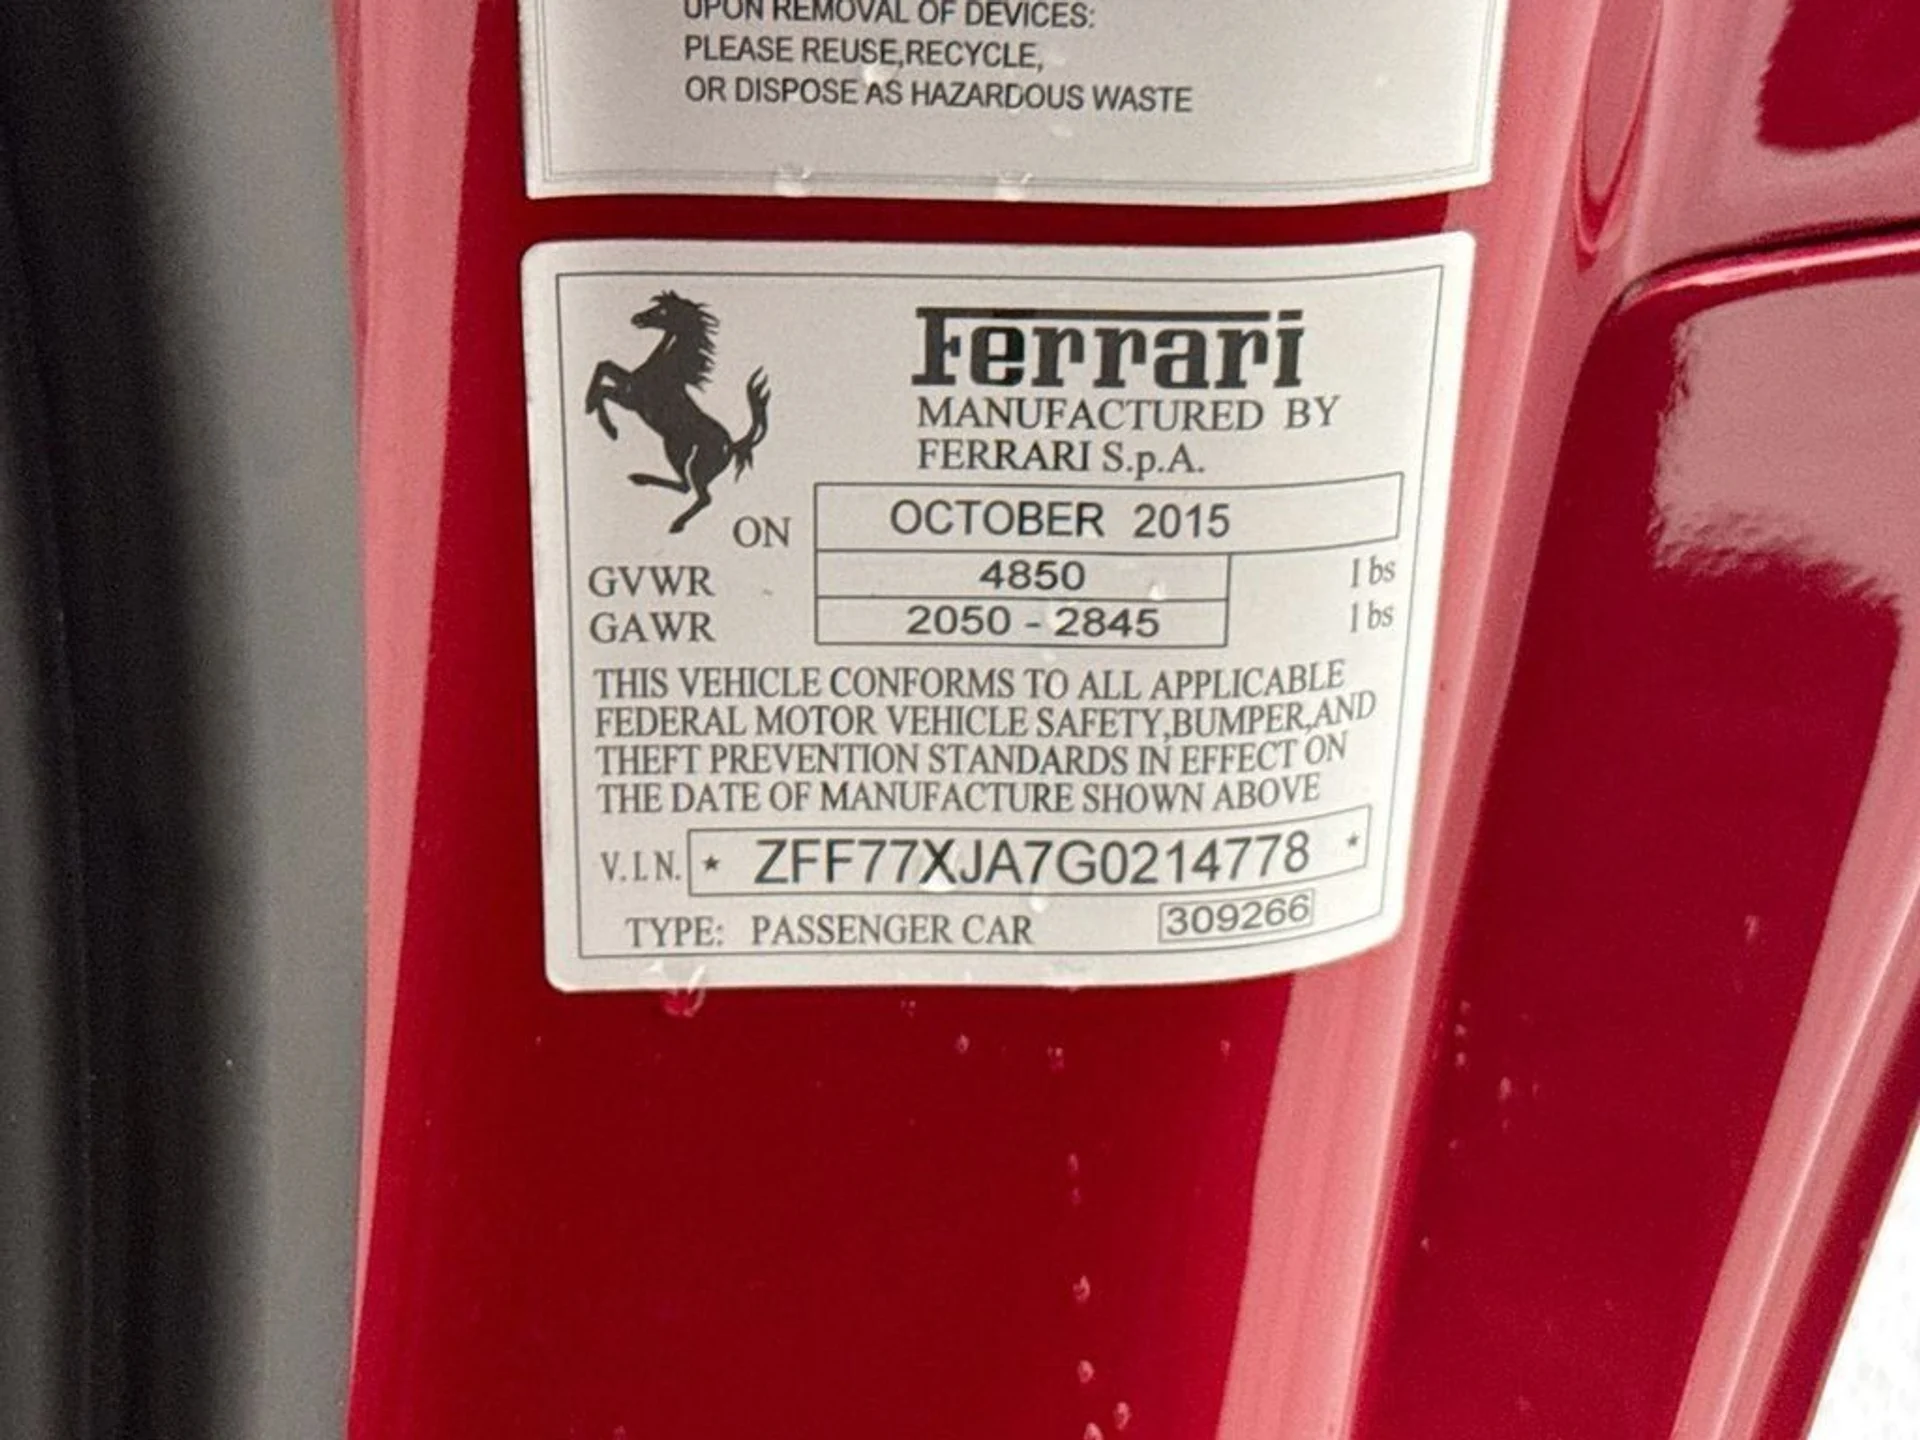 UPON REMOVAL OF DEVICES:
PLEASE REUSE,RECYCLE,
OR DISPOSE AS HAZARDOUS WASTE
Ferrari
MANUFACTURED BY
FERRARI S.p.A.
ON OCTOBER 2015
GVWR 4850 lbs
GAWR 2050 - 2845 lbs
THIS VEHICLE CONFORMS TO ALL APPLICABLE
FEDERAL MOTOR VEHICLE SAFETY,BUMPER,AND
THEFT PREVENTION STANDARDS IN EFFECT ON
THE DATE OF MANUFACTURE SHOWN ABOVE
V.I.N. * ZFF77XJA7G0214778 *
TYPE: PASSENGER CAR 309266